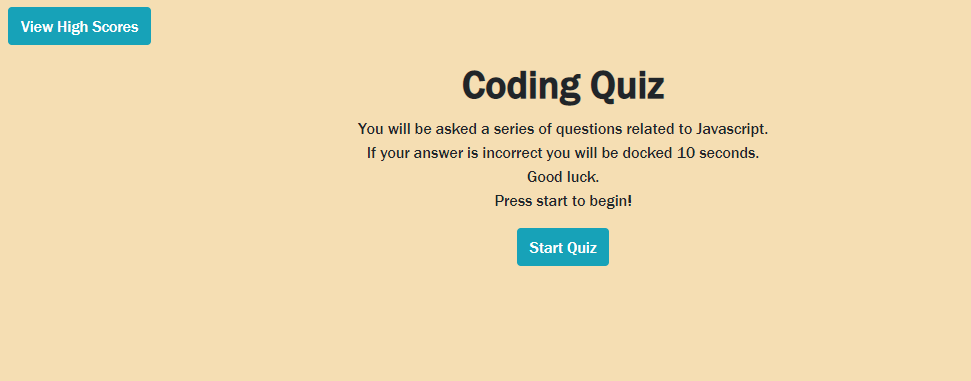 View High Scores
Coding Quiz
You will be asked a series of questions related to Javascript.
If your answer is incorrect you will be docked 10 seconds.
Good luck.
Press start to begin!
Start Quiz